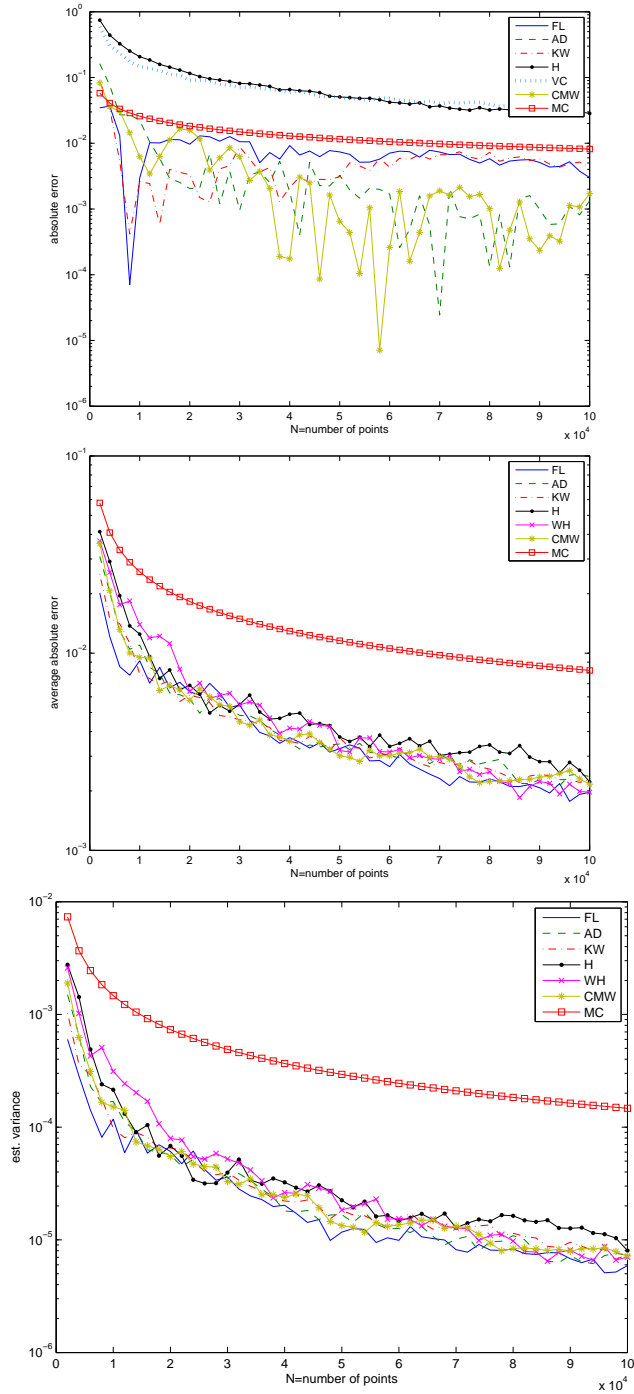 10^0
10^-1
10^-2
10^-3
10^-4
10^-5
10^-6
absolute error
0 1 2 3 4 5 6 7 8 9 10
x 10^4
N=number of points
FL
AD
KW
H
VC
CMW
MC
10^-1
10^-2
10^-3
average absolute error
0 1 2 3 4 5 6 7 8 9 10
x 10^4
N=number of points
FL
AD
KW
H
WH
CMW
MC
10^-2
10^-3
10^-4
10^-5
10^-6
est. variance
0 1 2 3 4 5 6 7 8 9 10
x 10^4
N=number of points
FL
AD
KW
H
WH
CMW
MC